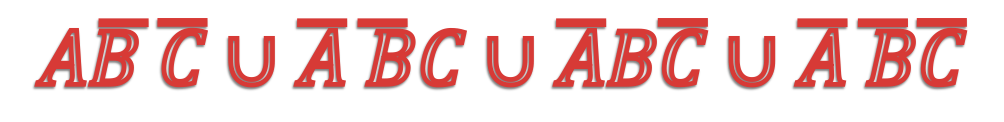 AB̅ C̅ ∪ A̅ B̅C ∪ A̅BC̅ ∪ A̅ B̅C̅